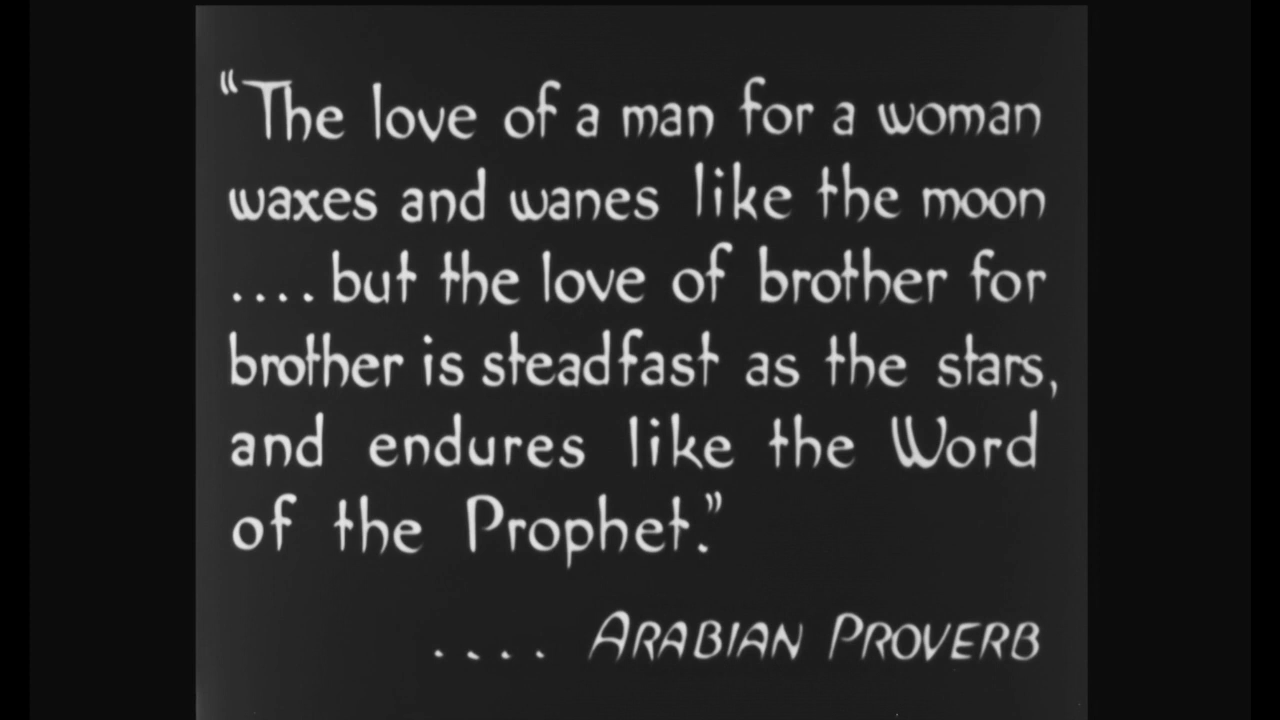 “The love of a man for a woman
waxes and wanes like the moon
....but the love of brother for
brother is steadfast as the stars,
and endures like the Word
of the Prophet.”
.... ARABIAN PROVERB